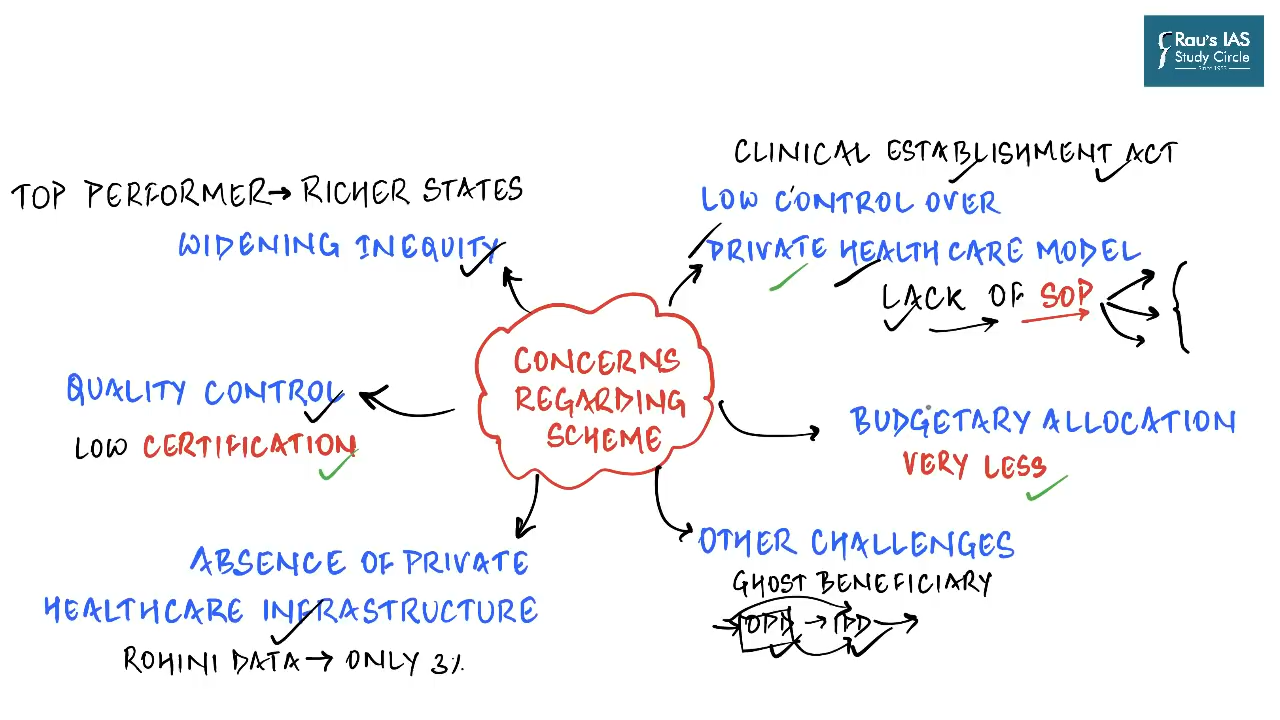 Rau's IAS
Study Circle
CLINICAL ESTABLISHMENT ACT
TOP PERFORMER → RICHER STATES
LOW CONTROL OVER
WIDENING INEQUITY
PRIVATE HEALTHCARE MODEL
LACK OF SOP
CONCERNS
REGARDING
SCHEME
QUALITY CONTROL
LOW CERTIFICATION
BUDGETARY ALLOCATION
VERY LESS
ABSENCE OF PRIVATE
HEALTHCARE INFRASTRUCTURE
ROHINI DATA → ONLY 3%
OTHER CHALLENGES
GHOST BENEFICIARY
→ OPD → IPD →